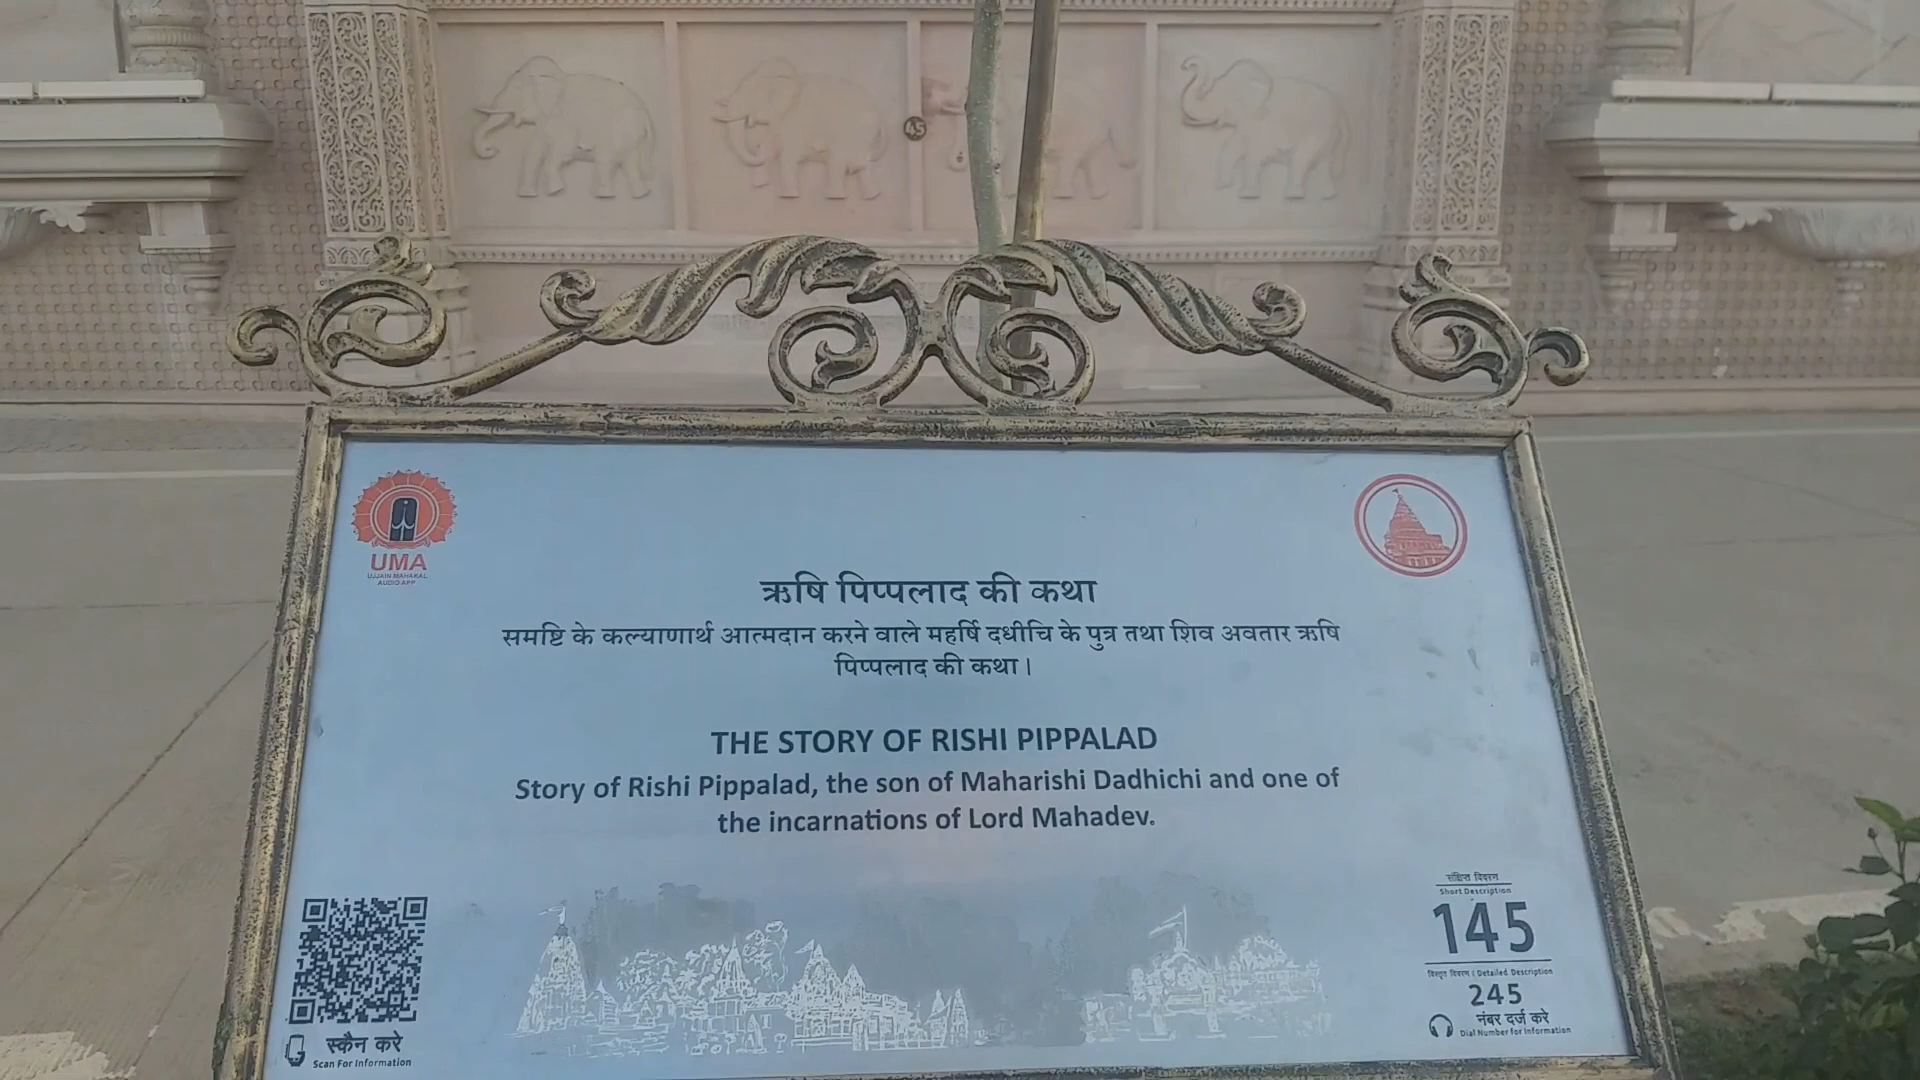 45
UMA
UJJAIN MAHAKAL
AUDIO APP
ऋषि पिप्पलाद की कथा
समष्टि के कल्याणार्थ आत्मदान करने वाले महर्षि दधीचि के पुत्र तथा शिव अवतार ऋषि
पिप्पलाद की कथा।
THE STORY OF RISHI PIPPALAD
Story of Rishi Pippalad, the son of Maharishi Dadhichi and one of
the incarnations of Lord Mahadev.
स्कैन करे
Scan For Information
संक्षिप्त विवरण
Short Description
145
विस्तृत विवरण | Detailed Description
245
नंबर दर्ज करे
Dial Number for Information